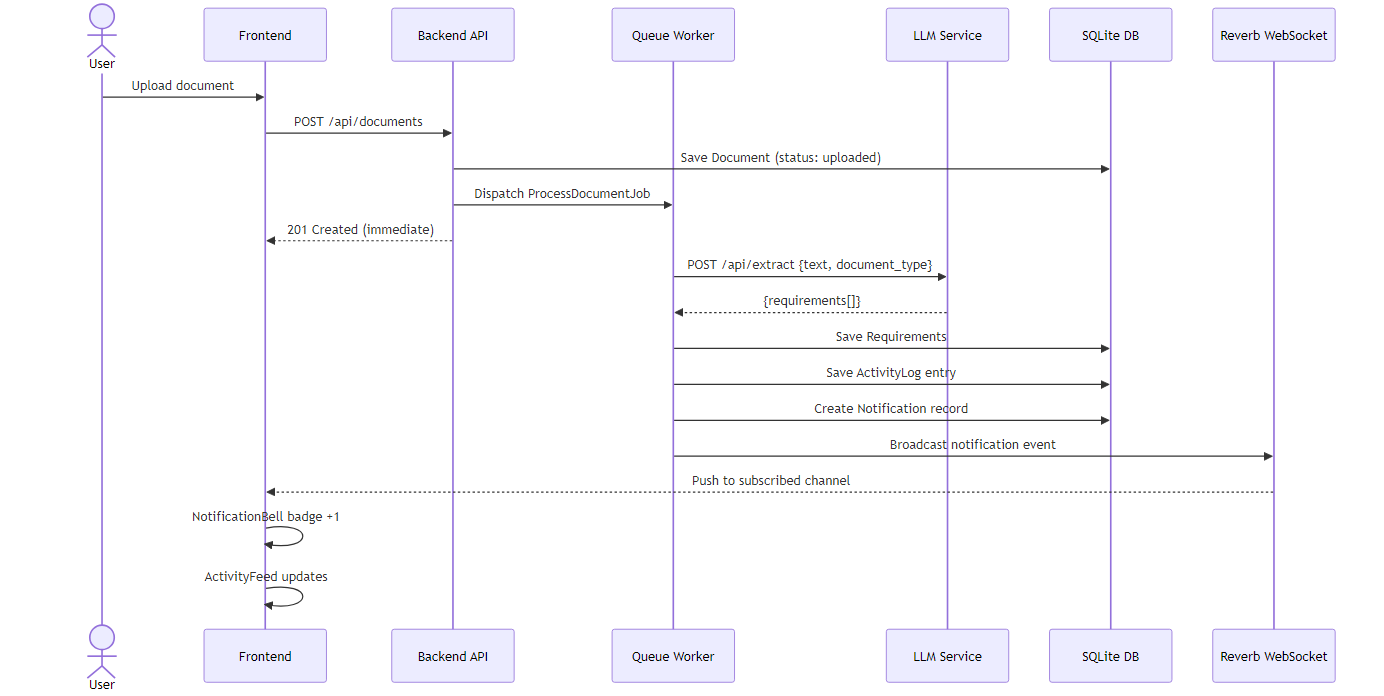 User
Frontend
Backend API
Queue Worker
LLM Service
SQLite DB
Reverb WebSocket
Upload document
POST /api/documents
Save Document (status: uploaded)
Dispatch ProcessDocumentJob
201 Created (immediate)
POST /api/extract {text, document_type}
{requirements[]}
Save Requirements
Save ActivityLog entry
Create Notification record
Broadcast notification event
Push to subscribed channel
NotificationBell badge +1
ActivityFeed updates
User
Frontend
Backend API
Queue Worker
LLM Service
SQLite DB
Reverb WebSocket